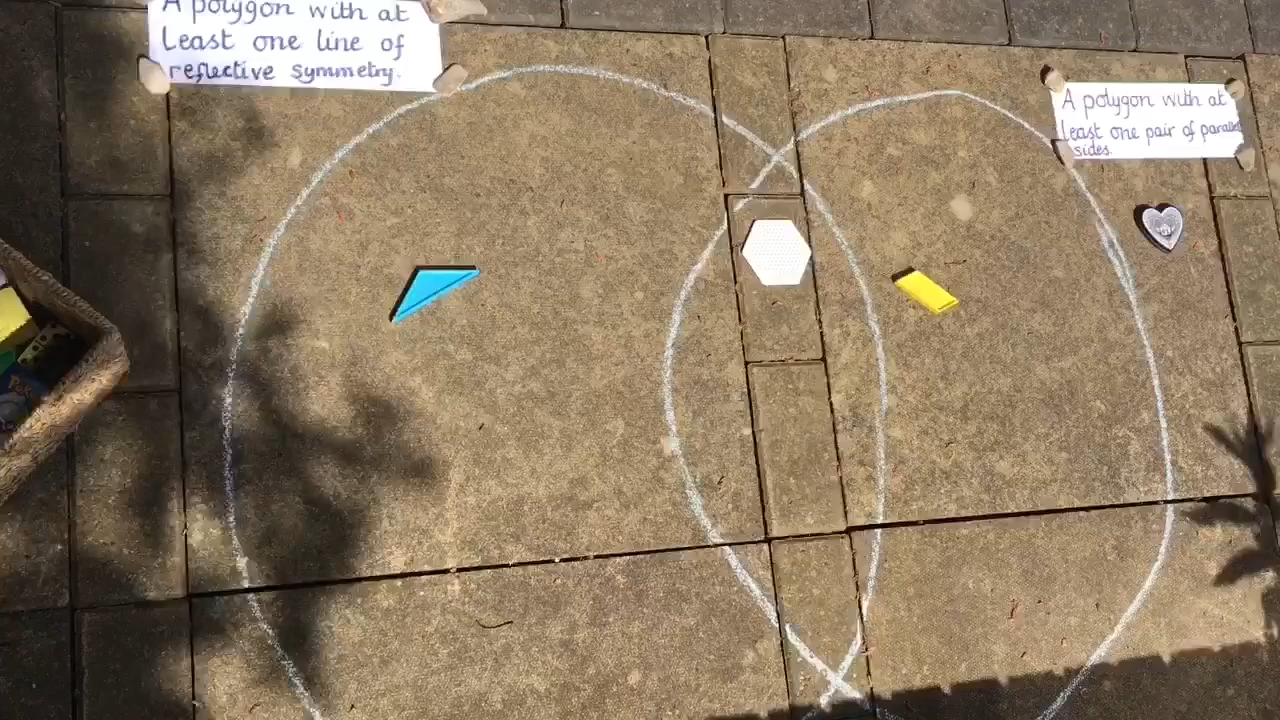 A polygon with at
least one line of
reflective symmetry.
A polygon with at
least one pair of parallel
sides.